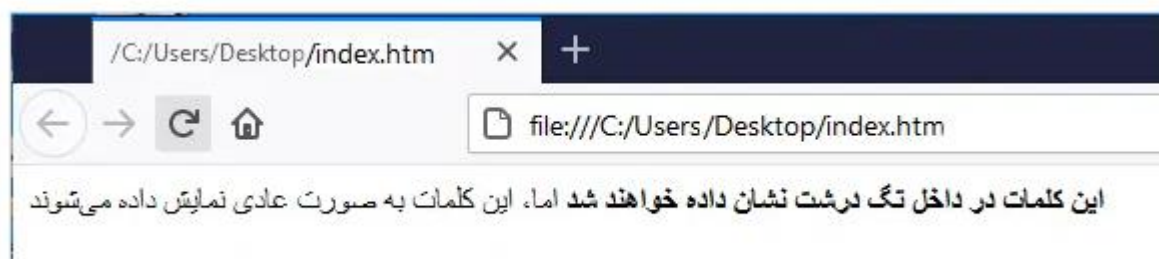 /C:/Users/Desktop/index.htm
file:///C:/Users/Desktop/index.htm
این کلمات در داخل تگ درشت نشان داده خواهند شد اما، این کلمات به صورت عادی نمایش داده می‌شوند